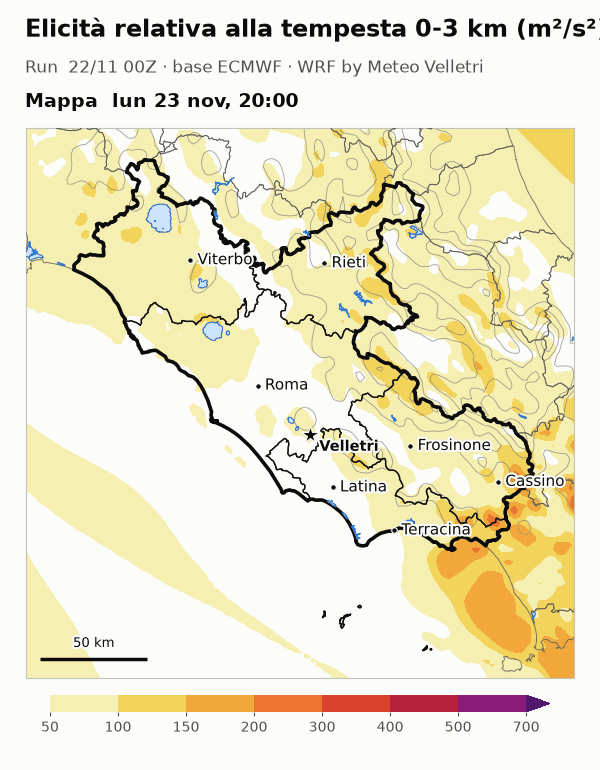 Elicità relativa alla tempesta 0-3 km (m²/s²)
Run 22/11 00Z · base ECMWF · WRF by Meteo Velletri
Mappa lun 23 nov, 20:00
Viterbo
Rieti
Roma
Velletri
Frosinone
Cassino
Latina
Terracina
50 km
50 100 150 200 300 400 500 700